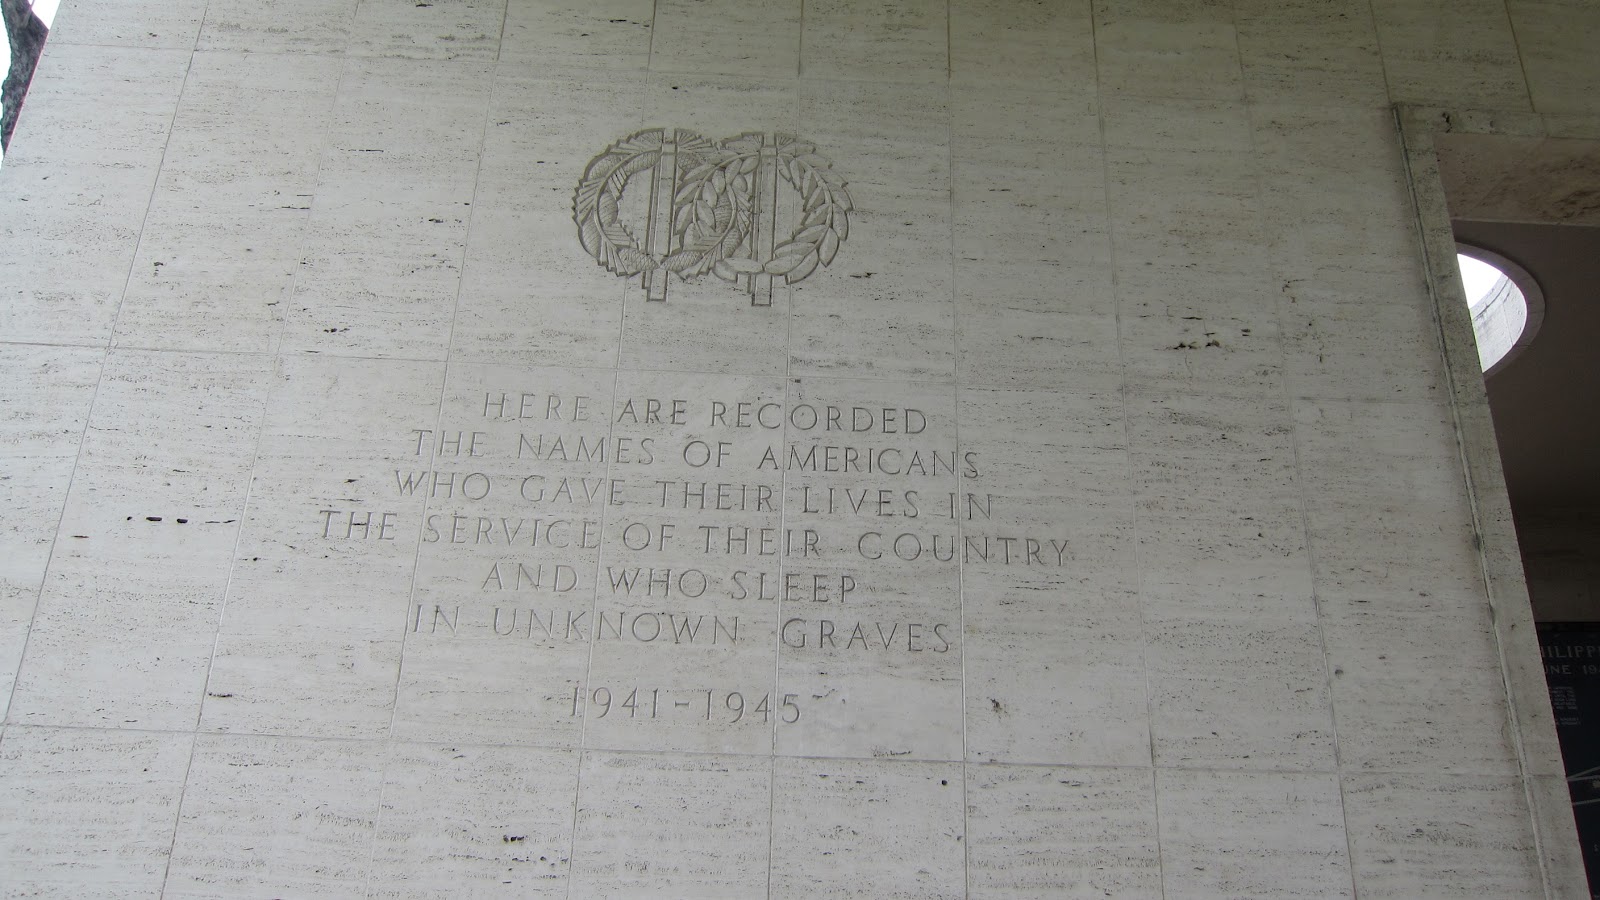 HERE ARE RECORDED
THE NAMES OF AMERICANS
WHO GAVE THEIR LIVES IN
THE SERVICE OF THEIR COUNTRY
AND WHO SLEEP
IN UNKNOWN GRAVES
1941-1945